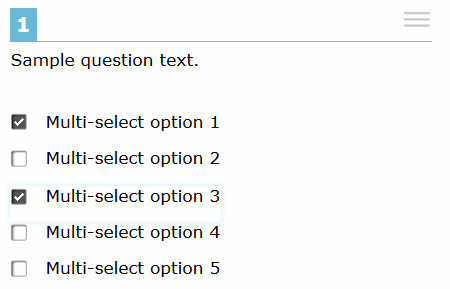 1
Sample question text.
Multi-select option 1
Multi-select option 2
Multi-select option 3
Multi-select option 4
Multi-select option 5